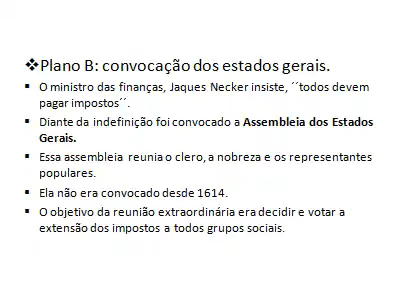 ❖Plano B: convocação dos estados gerais.
▪ O ministro das finanças, Jaques Necker insiste, ´´todos devem
pagar impostos´´.
▪ Diante da indefinição foi convocado a Assembleia dos Estados
Gerais.
▪ Essa assembleia reunia o clero, a nobreza e os representantes
populares.
▪ Ela não era convocado desde 1614.
▪ O objetivo da reunião extraordinária era decidir e votar a
extensão dos impostos a todos grupos sociais.